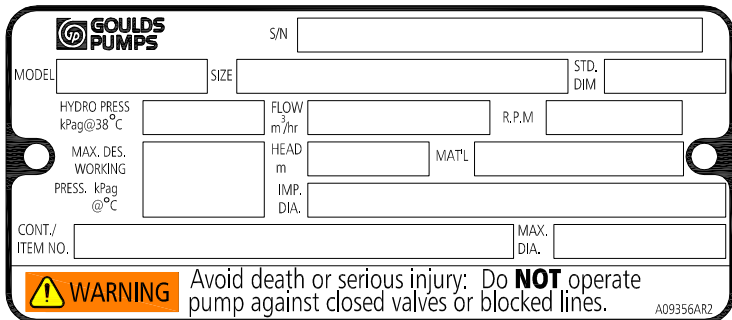 GOULDS
PUMPS
S/N
MODEL SIZE STD.
DIM
HYDRO PRESS FLOW R.P.M
kPag@38°C m³/hr
MAX. DES. HEAD MAT'L
WORKING m
PRESS. kPag IMP.
@°C DIA.
CONT./ MAX.
ITEM NO. DIA.
WARNING Avoid death or serious injury: Do NOT operate
pump against closed valves or blocked lines.
A09356AR2